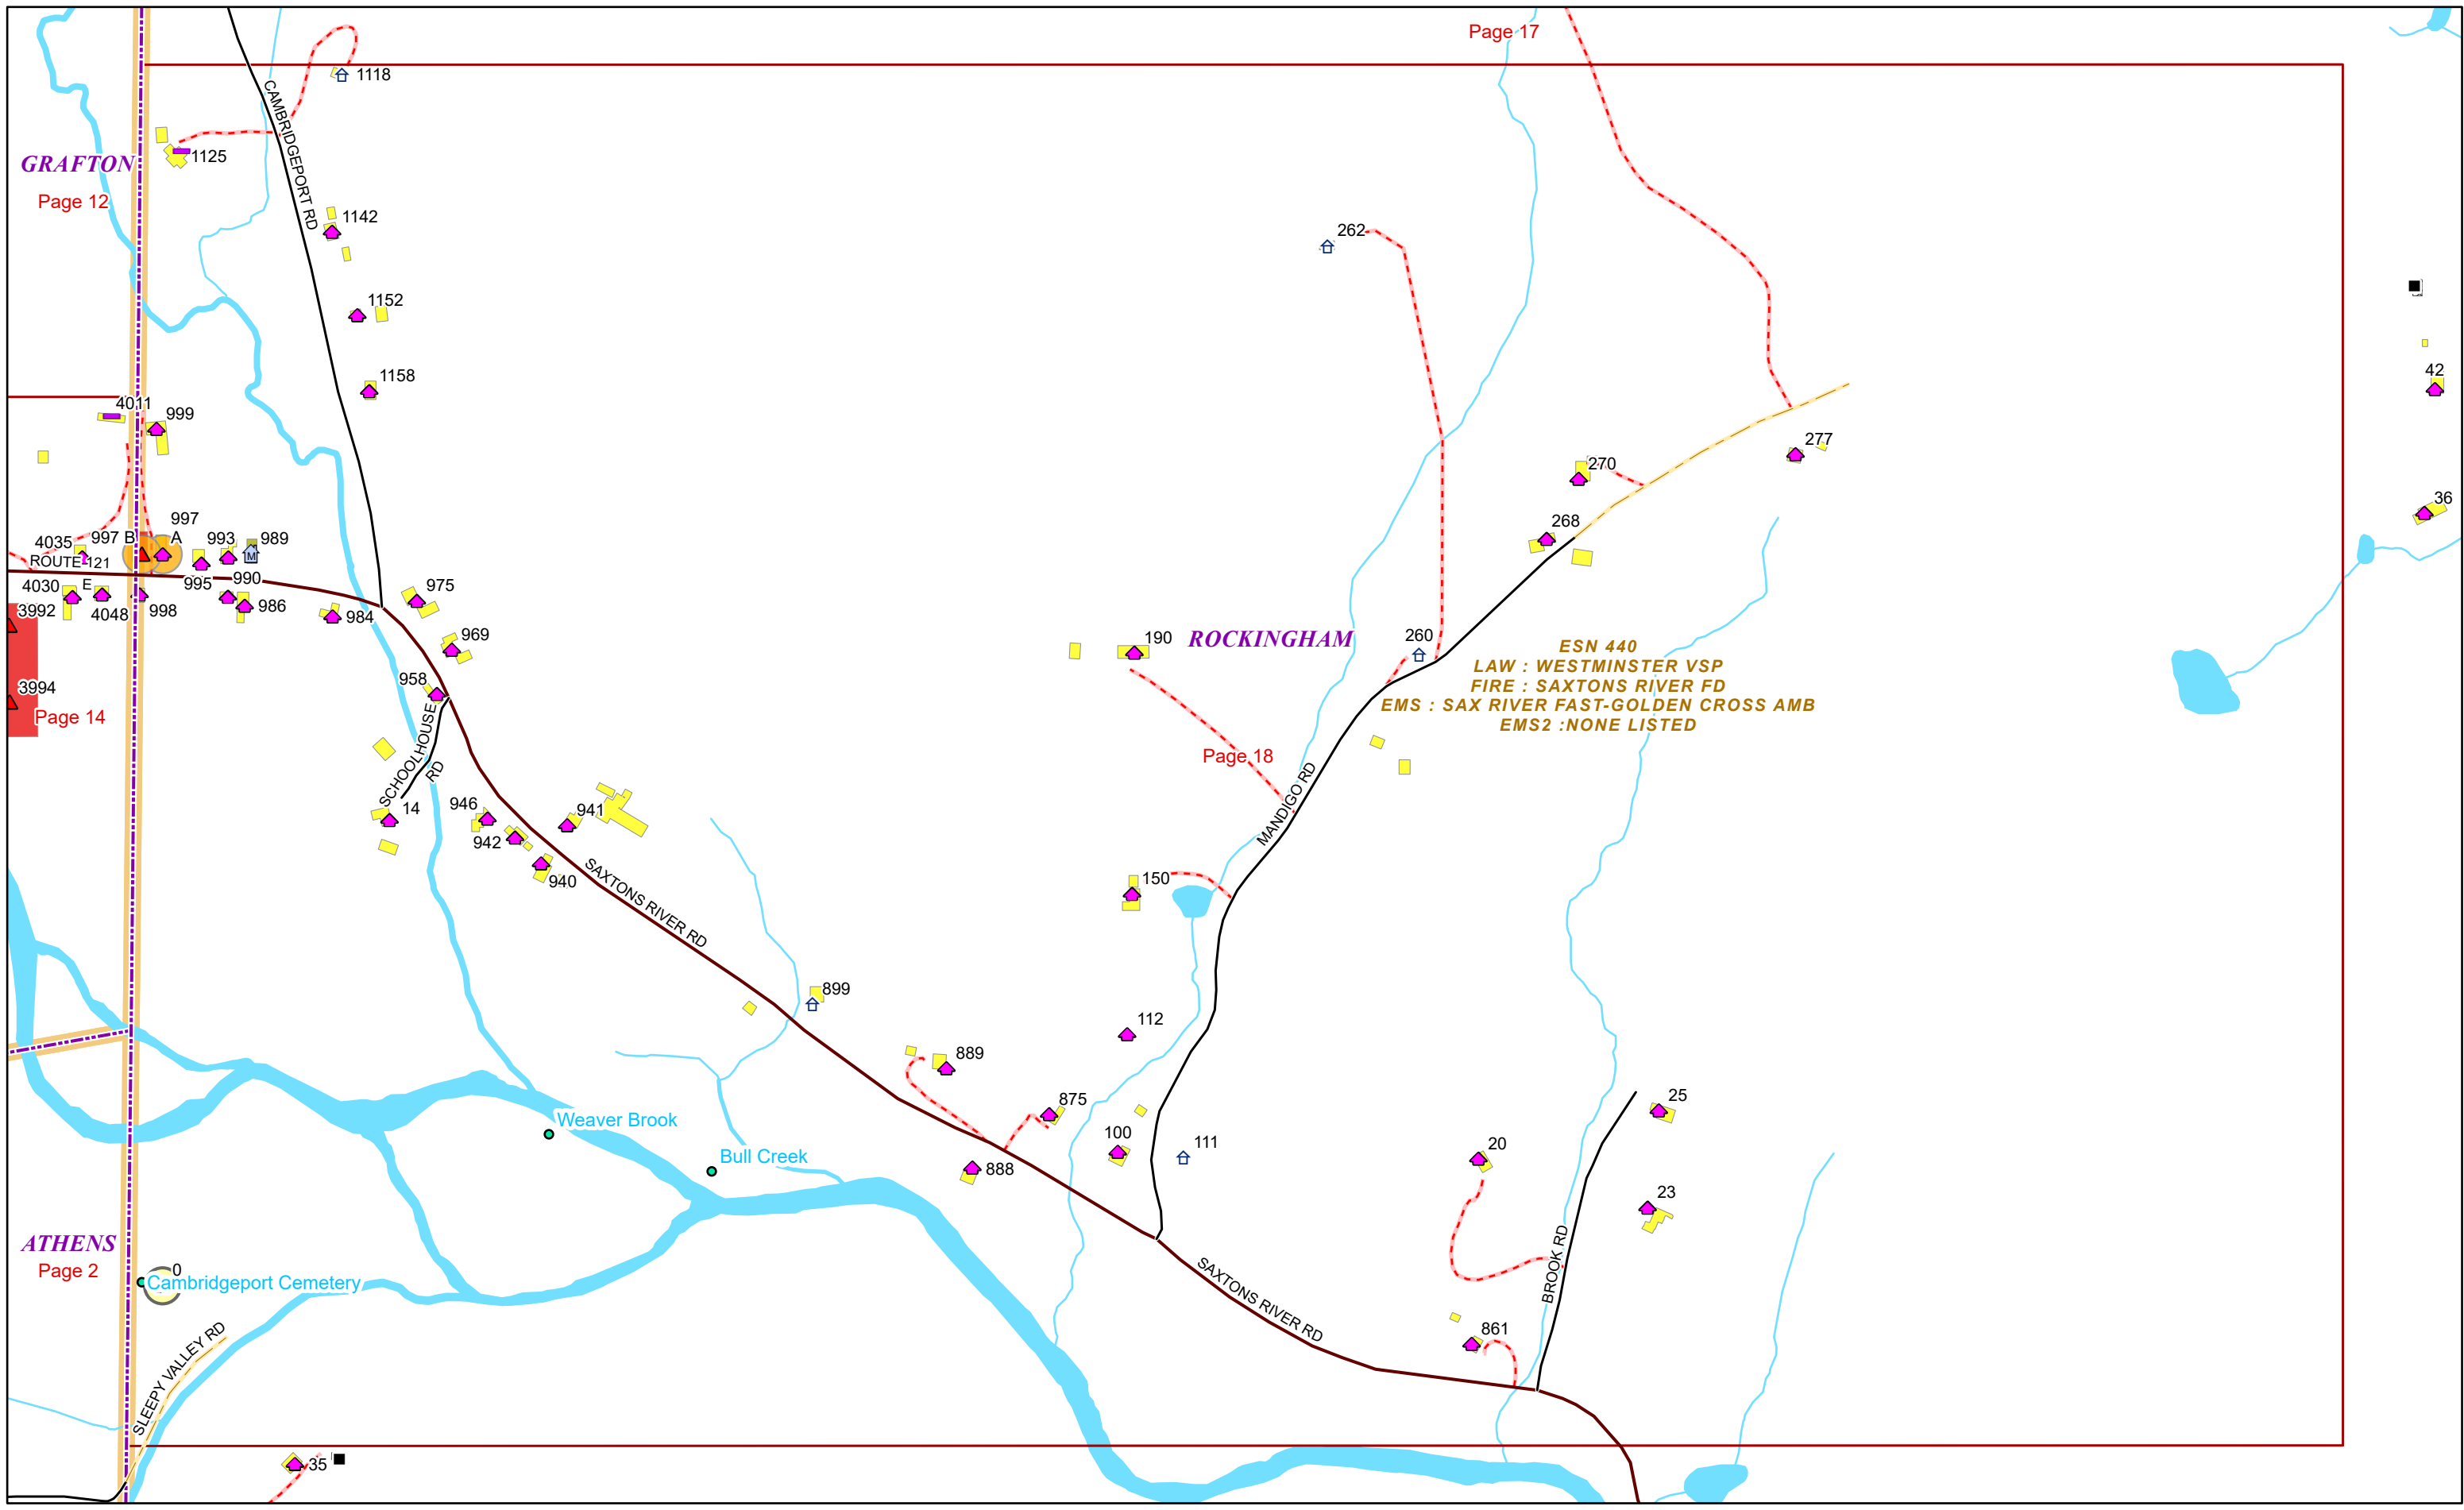 Page 17
1118
CAMBRIDGEPORT RD
GRAFTON
1125
Page 12
1142
262
1152
1158
42
4011
999
277
270
36
997
268
4035
997
B
A
993
989
M
ROUTE 121
4030
E
995
990
975
3992
4048
998
986
984
969
190
ROCKINGHAM
260
ESN 440
LAW : WESTMINSTER VSP
FIRE : SAXTONS RIVER FD
EMS : SAX RIVER FAST-GOLDEN CROSS AMB
EMS2 :NONE LISTED
958
3994
Page 14
SCHOOLHOUSE
RD
Page 18
MANDIGO RD
14
946
941
942
940
SAXTONS RIVER RD
150
899
112
889
875
25
Weaver Brook
100
111
20
Bull Creek
888
23
ATHENS
Page 2
0
Cambridgeport Cemetery
SAXTONS RIVER RD
BROOK RD
861
SLEEPY VALLEY RD
35